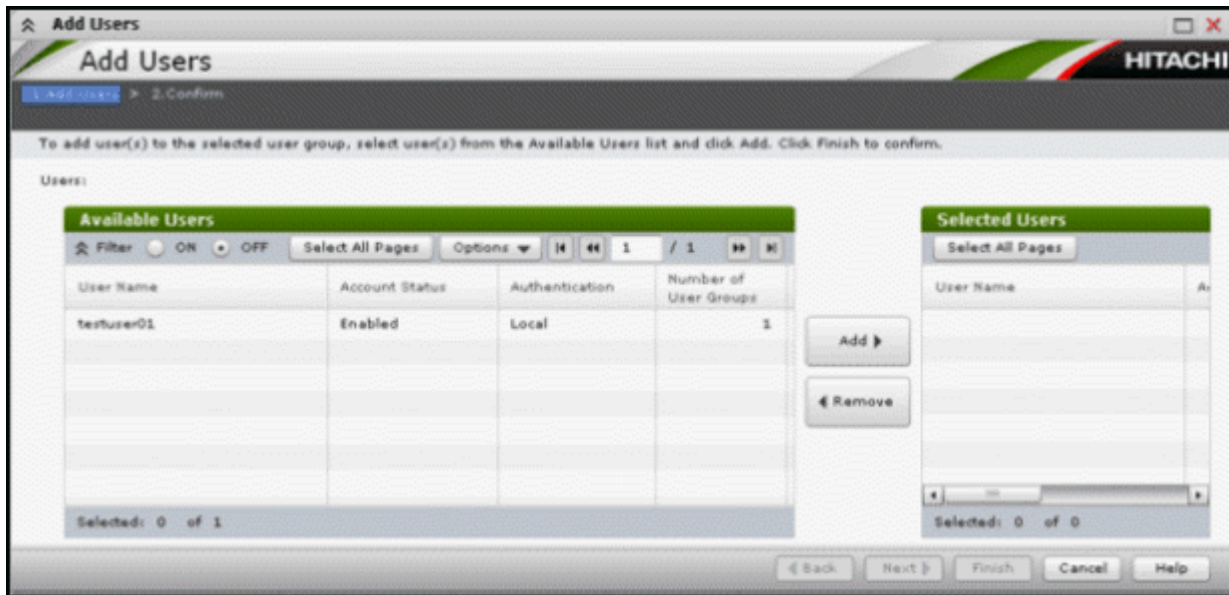 Add Users
Add Users
HITACHI
1.Add Users > 2.Confirm
To add user(s) to the selected user group, select user(s) from the Available Users list and click Add. Click Finish to confirm.
Users:
Available Users
Filter ON OFF Select All Pages Options 1 / 1
User Name Account Status Authentication Number of User Groups
testuser01 Enabled Local 1
Selected: 0 of 1
Add
Remove
Selected Users
Select All Pages
User Name
Selected: 0 of 0
Back Next Finish Cancel Help